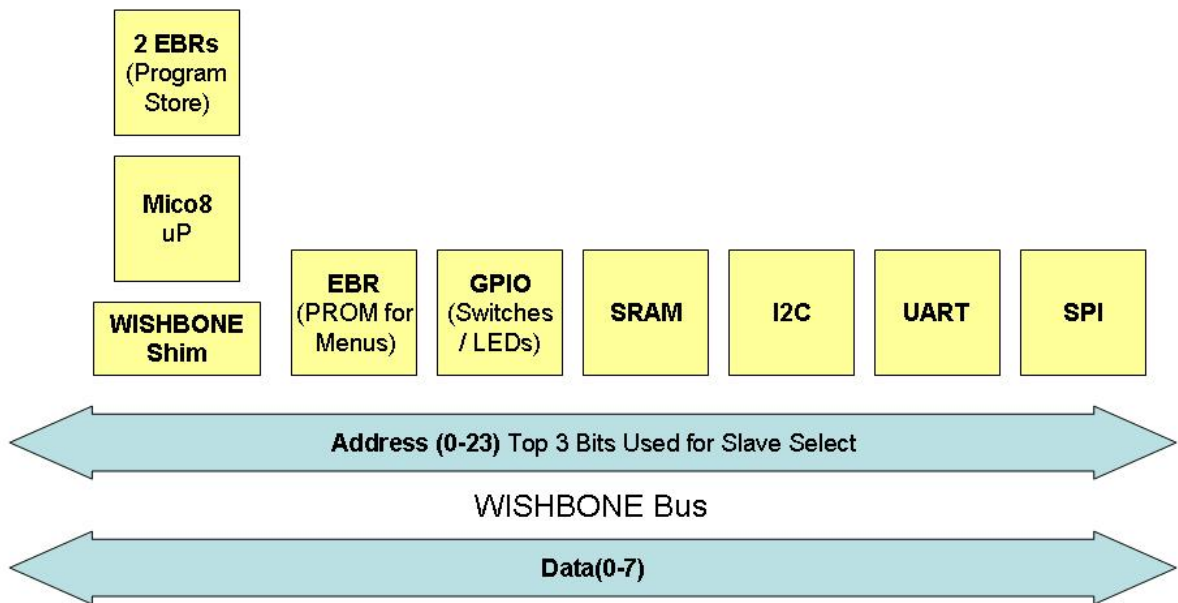 2 EBRs
(Program
Store)
Mico8
uP
WISHBONE
Shim
EBR
(PROM for
Menus)
GPIO
(Switches
/ LEDs)
SRAM
I2C
UART
SPI
Address (0-23) Top 3 Bits Used for Slave Select
WISHBONE Bus
Data(0-7)